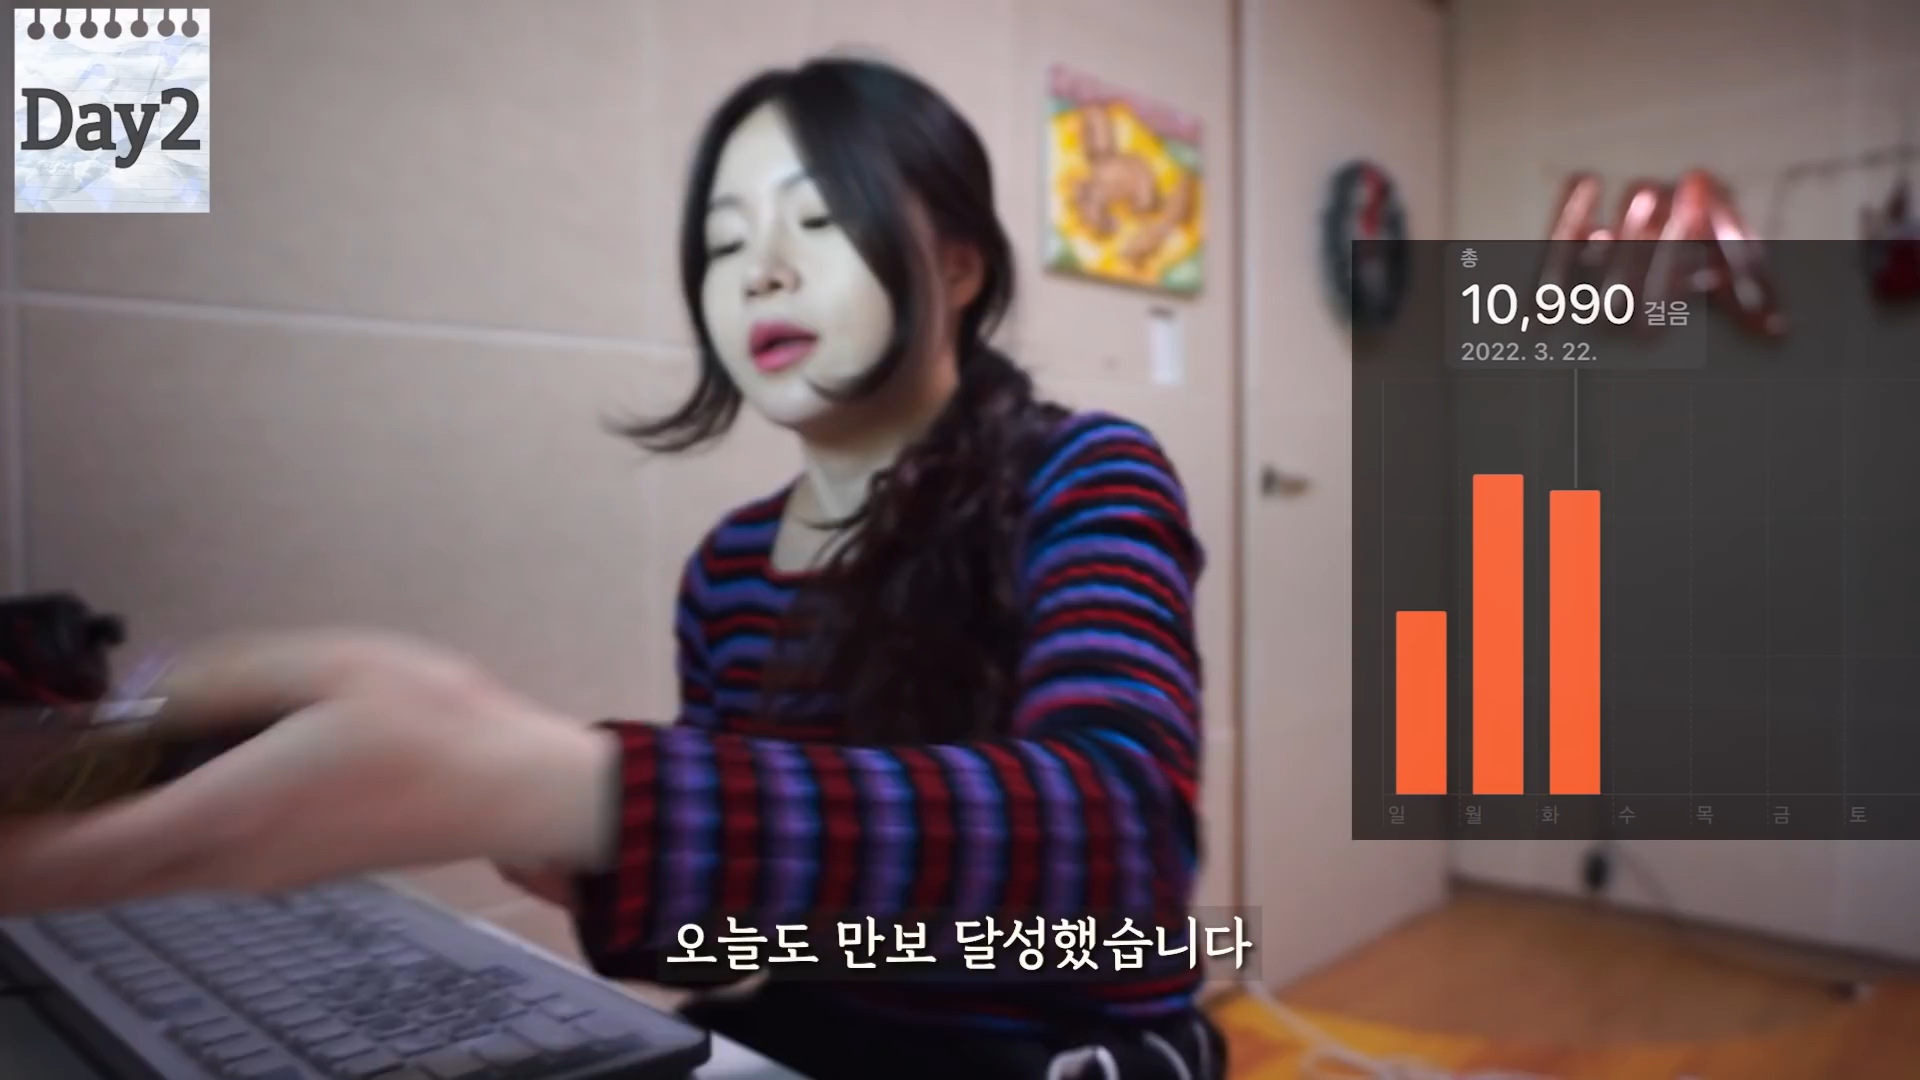 Day2
총
10,990 걸음
2022. 3. 22.
일 월 화 수 목 금 토
HA
오늘도 만보 달성했습니다